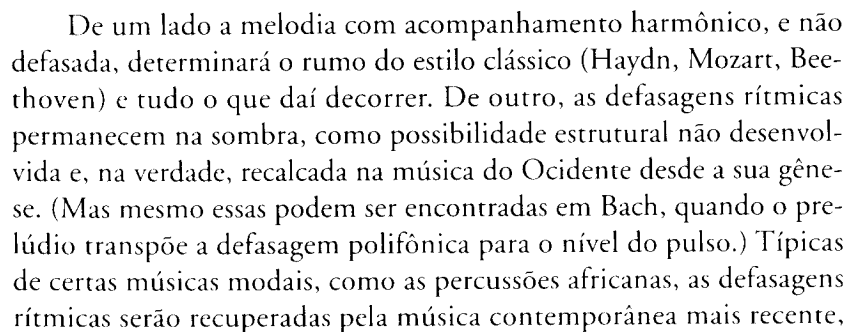 De um lado a melodia com acompanhamento harmônico, e não
defasada, determinará o rumo do estilo clássico (Haydn, Mozart, Bee-
thoven) e tudo o que daí decorrer. De outro, as defasagens rítmicas
permanecem na sombra, como possibilidade estrutural não desenvol-
vida e, na verdade, recalcada na música do Ocidente desde a sua gêne-
se. (Mas mesmo essas podem ser encontradas em Bach, quando o pre-
lúdio transpõe a defasagem polifônica para o nível do pulso.) Típicas
de certas músicas modais, como as percussões africanas, as defasagens
rítmicas serão recuperadas pela música contemporânea mais recente,